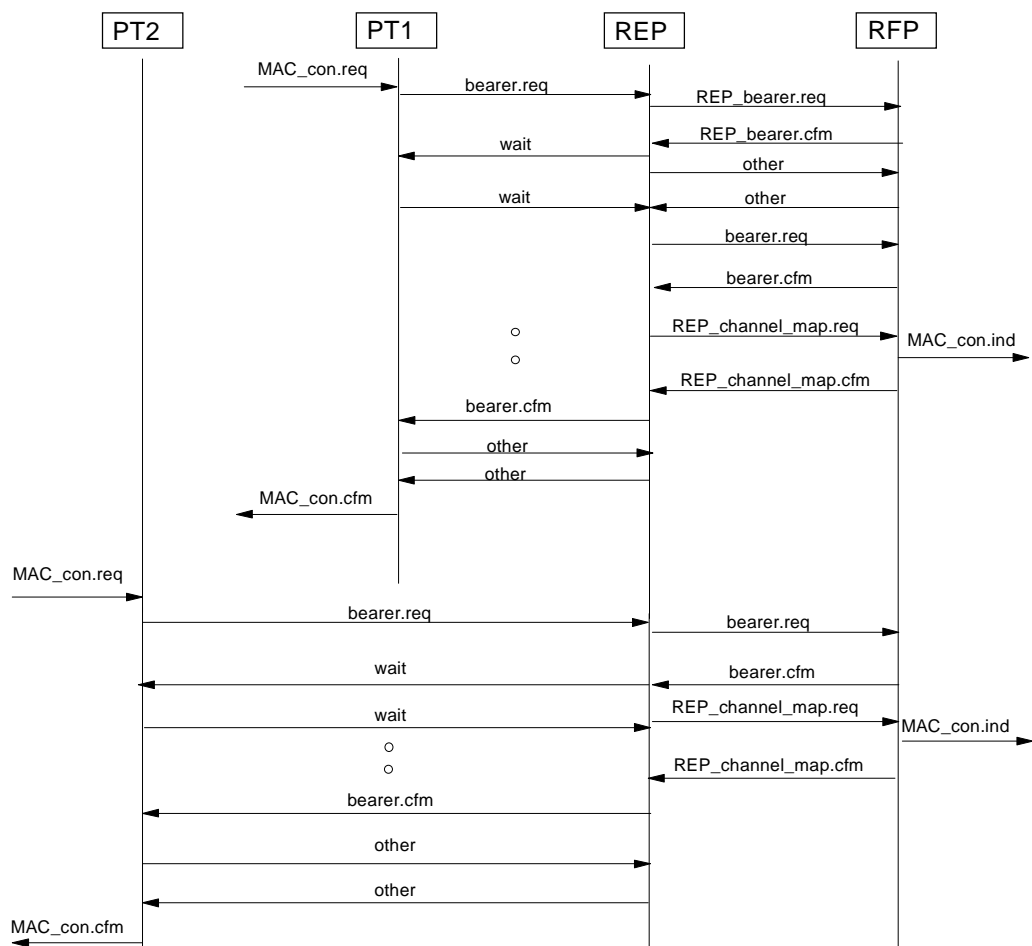 PT2 PT1 REP RFP
MAC_con.req
bearer.req
REP_bearer.req
REP_bearer.cfm
wait
other
wait other
bearer.req
bearer.cfm
REP_channel_map.req
MAC_con.ind
REP_channel_map.cfm
bearer.cfm
other
other
MAC_con.cfm
MAC_con.req
bearer.req
bearer.req
wait bearer.cfm
REP_channel_map.req
wait
MAC_con.ind
REP_channel_map.cfm
bearer.cfm
other
other
MAC_con.cfm